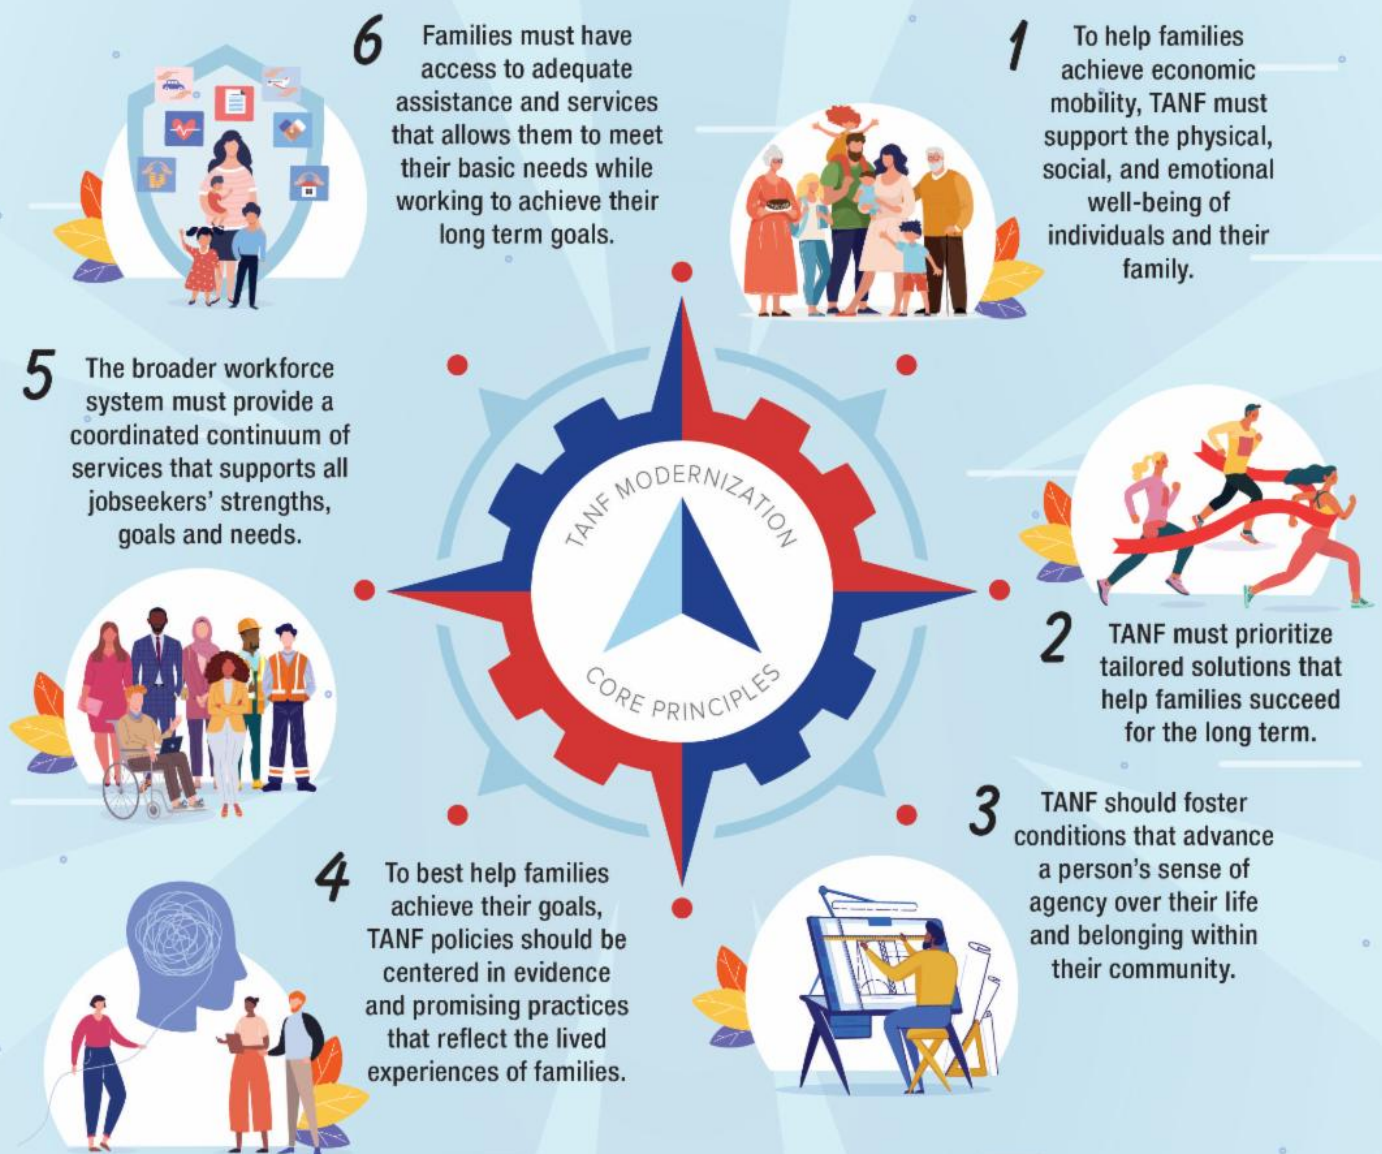 6
Families must have
access to adequate
assistance and services
that allows them to meet
their basic needs while
working to achieve their
long term goals.
1
To help families
achieve economic
mobility, TANF must
support the physical,
social, and emotional
well-being of
individuals and their
family.
5
The broader workforce
system must provide a
coordinated continuum of
services that supports all
jobseekers’ strengths,
goals and needs.
TANF MODERNIZATION
CORE PRINCIPLES
2
TANF must prioritize
tailored solutions that
help families succeed
for the long term.
3
TANF should foster
conditions that advance
a person’s sense of
agency over their life
and belonging within
their community.
4
To best help families
achieve their goals,
TANF policies should be
centered in evidence
and promising practices
that reflect the lived
experiences of families.